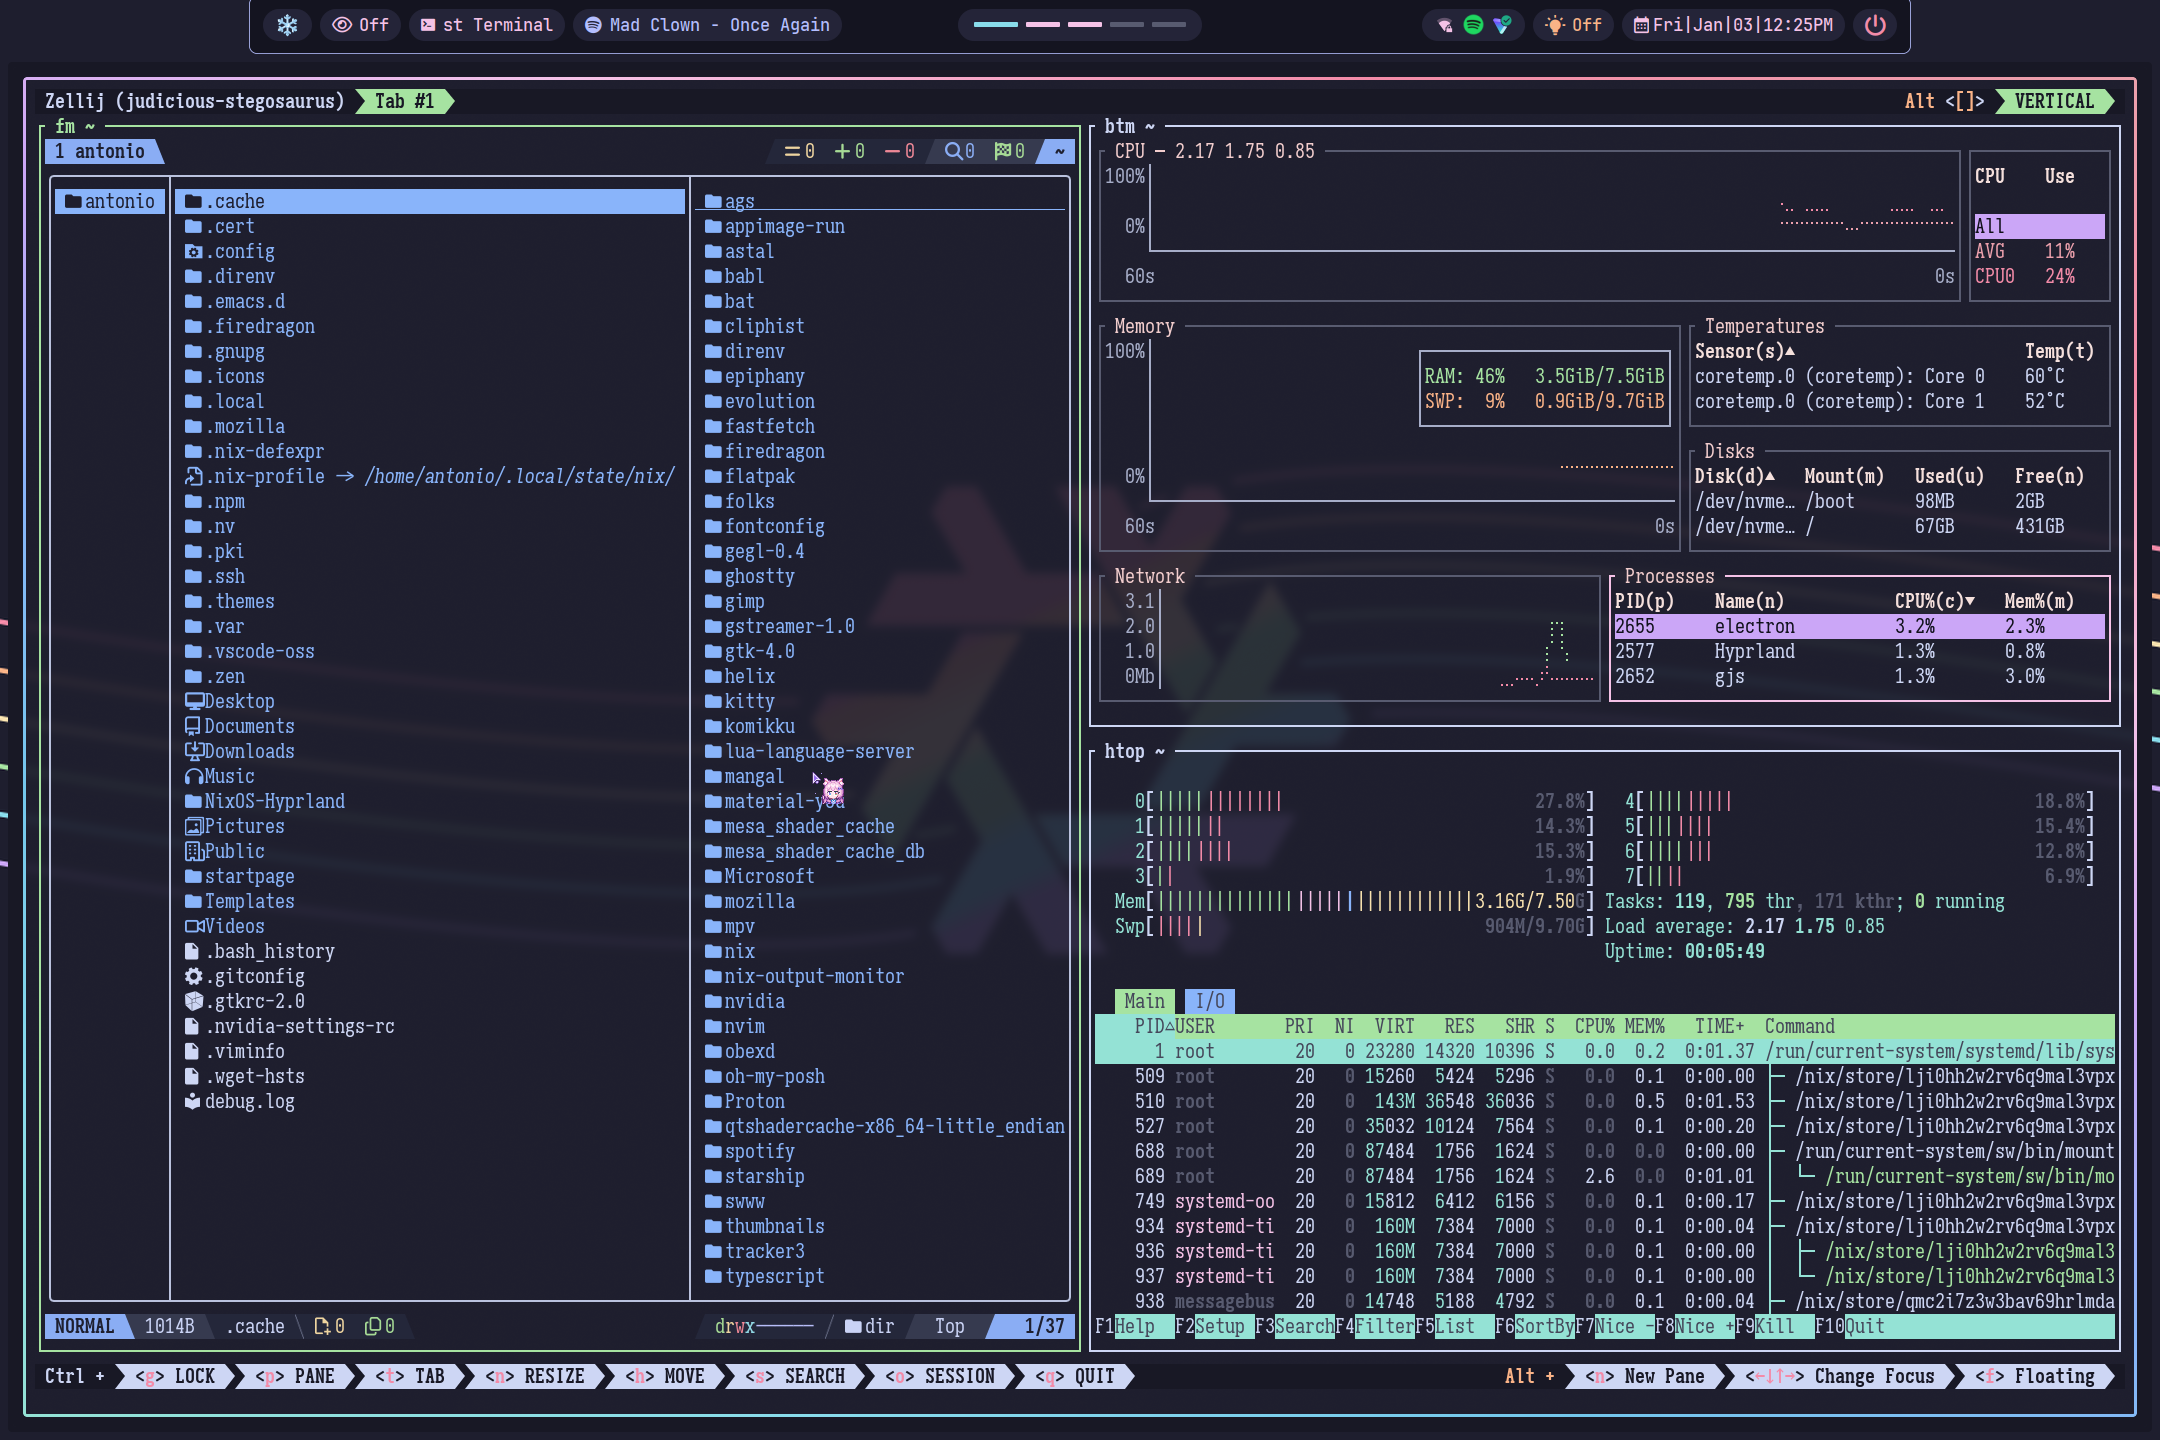 Off
st Terminal
Mad Clown - Once Again
Off
Fri|Jan|03|12:25PM
Zellij (judicious-stegosaurus) Tab #1
Alt <[]> VERTICAL
fm ~
1 antonio
=0 +0 -0 0 0 ~
antonio
.cache
.cert
.config
.direnv
.emacs.d
.firedragon
.gnupg
.icons
.local
.mozilla
.nix-defexpr
.nix-profile → /home/antonio/.local/state/nix/
.npm
.nv
.pki
.ssh
.themes
.var
.vscode-oss
.zen
Desktop
Documents
Downloads
Music
NixOS-Hyprland
Pictures
Public
startpage
Templates
Videos
.bash_history
.gitconfig
.gtkrc-2.0
.nvidia-settings-rc
.viminfo
.wget-hsts
debug.log
ags
appimage-run
astal
babl
bat
cliphist
direnv
epiphany
evolution
fastfetch
firedragon
flatpak
folks
fontconfig
gegl-0.4
ghostty
gimp
gstreamer-1.0
gtk-4.0
helix
kitty
komikku
lua-language-server
mangal
material-you
mesa_shader_cache
mesa_shader_cache_db
Microsoft
mozilla
mpv
nix
nix-output-monitor
nvidia
nvim
obexd
oh-my-posh
Proton
qtshadercache-x86_64-little_endian
spotify
starship
swww
thumbnails
tracker3
typescript
NORMAL 1014B .cache 0 0
drwx------ dir Top 1/37
btm ~
CPU — 2.17 1.75 0.85
100%
0%
60s 0s
CPU Use
All
AVG 11%
CPU0 24%
Memory
100%
RAM: 46% 3.5GiB/7.5GiB
SWP: 9% 0.9GiB/9.7GiB
0%
60s 0s
Temperatures
Sensor(s)▲ Temp(t)
coretemp.0 (coretemp): Core 0 60°C
coretemp.0 (coretemp): Core 1 52°C
Disks
Disk(d)▲ Mount(m) Used(u) Free(n)
/dev/nvme… /boot 98MB 2GB
/dev/nvme… / 67GB 431GB
Network
3.1
2.0
1.0
0Mb
Processes
PID(p) Name(n) CPU%(c)▼ Mem%(m)
2655 electron 3.2% 2.3%
2577 Hyprland 1.3% 0.8%
2652 gjs 1.3% 3.0%
htop ~
0[||||||||||||| 27.8%] 4[||||||||| 18.8%]
1[||||||| 14.3%] 5[||||||| 15.4%]
2[|||||||| 15.3%] 6[||||||| 12.8%]
3[|| 1.9%] 7[|||| 6.9%]
Mem[||||||||||||||||||||||||||||||||3.16G/7.50G] Tasks: 119, 795 thr, 171 kthr; 0 running
Swp[||||| 904M/9.70G] Load average: 2.17 1.75 0.85
Uptime: 00:05:49
Main I/O
PID△USER PRI NI VIRT RES SHR S CPU% MEM% TIME+ Command
1 root 20 0 23280 14320 10396 S 0.0 0.2 0:01.37 /run/current-system/systemd/lib/sys
509 root 20 0 15260 5424 5296 S 0.0 0.1 0:00.00 ├─ /nix/store/lji0hh2w2rv6q9mal3vpx
510 root 20 0 143M 36548 36036 S 0.0 0.5 0:01.53 ├─ /nix/store/lji0hh2w2rv6q9mal3vpx
527 root 20 0 35032 10124 7564 S 0.0 0.1 0:00.20 ├─ /nix/store/lji0hh2w2rv6q9mal3vpx
688 root 20 0 87484 1756 1624 S 0.0 0.0 0:00.00 ├─ /run/current-system/sw/bin/mount
689 root 20 0 87484 1756 1624 S 2.6 0.0 0:01.01 │ └─ /run/current-system/sw/bin/mo
749 systemd-oo 20 0 15812 6412 6156 S 0.0 0.1 0:00.17 ├─ /nix/store/lji0hh2w2rv6q9mal3vpx
934 systemd-ti 20 0 160M 7384 7000 S 0.0 0.1 0:00.04 ├─ /nix/store/lji0hh2w2rv6q9mal3vpx
936 systemd-ti 20 0 160M 7384 7000 S 0.0 0.1 0:00.00 │ ├─ /nix/store/lji0hh2w2rv6q9mal3
937 systemd-ti 20 0 160M 7384 7000 S 0.0 0.1 0:00.00 │ └─ /nix/store/lji0hh2w2rv6q9mal3
938 messagebus 20 0 14748 5188 4792 S 0.0 0.1 0:00.04 ├─ /nix/store/qmc2i7z3w3bav69hrlmda
F1Help F2Setup F3SearchF4FilterF5List F6SortByF7Nice -F8Nice +F9Kill F10Quit
Ctrl + <g> LOCK <p> PANE <t> TAB <n> RESIZE <h> MOVE <s> SEARCH <o> SESSION <q> QUIT
Alt + <n> New Pane <←↓↑→> Change Focus <f> Floating